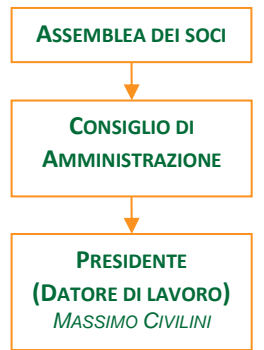 ASSEMBLEA DEI SOCI
CONSIGLIO DI
AMMINISTRAZIONE
PRESIDENTE
(DATORE DI LAVORO)
MASSIMO CIVILINI